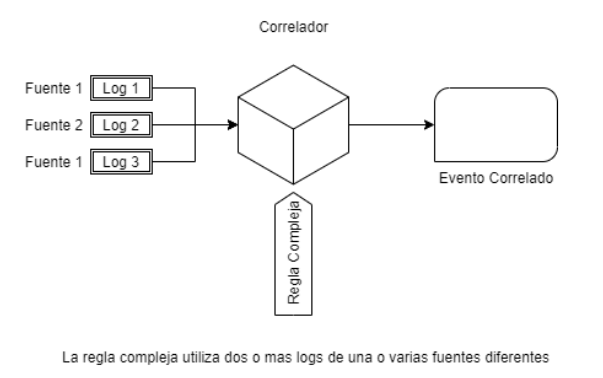 Correlador
Fuente 1 Log 1
Fuente 2 Log 2
Fuente 1 Log 3
Evento Correlado
Regla Compleja
La regla compleja utiliza dos o mas logs de una o varias fuentes diferentes